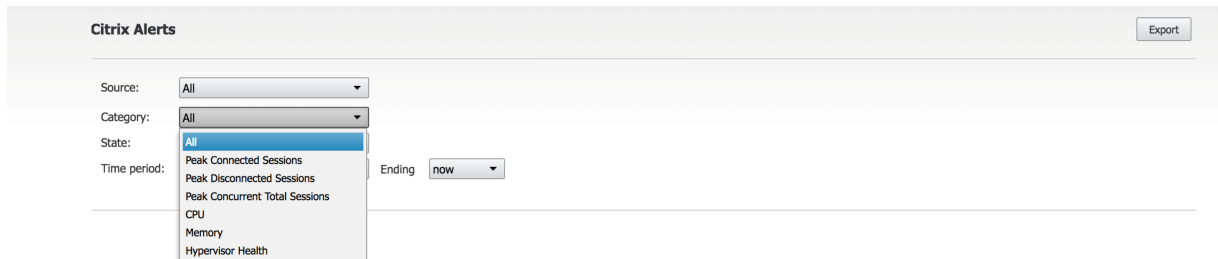 Citrix Alerts Export
Source: All
Category: All
State: All
Time period: Peak Connected Sessions Ending now
Peak Disconnected Sessions
Peak Concurrent Total Sessions
CPU
Memory
Hypervisor Health